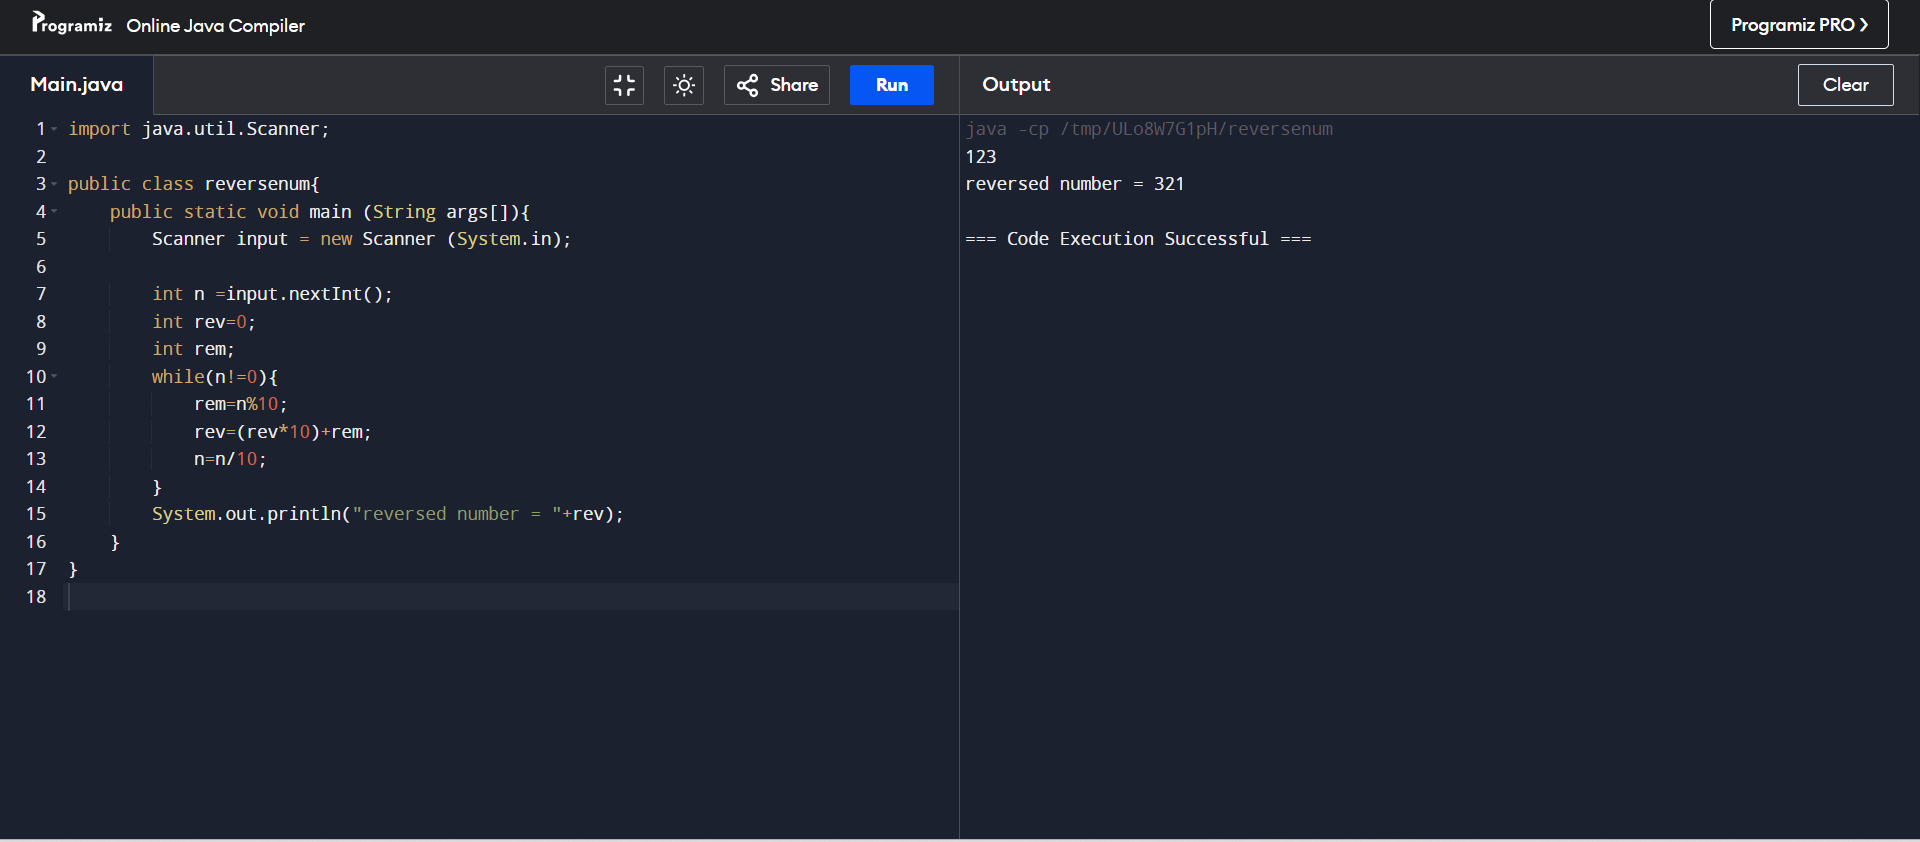 Programiz Online Java Compiler
Programiz PRO ❯
Main.java
Share
Run
Output
Clear
1 import java.util.Scanner;
2
3 public class reversenum{
4     public static void main (String args[]){
5         Scanner input = new Scanner (System.in);
6
7         int n =input.nextInt();
8         int rev=0;
9         int rem;
10         while(n!=0){
11             rem=n%10;
12             rev=(rev*10)+rem;
13             n=n/10;
14         }
15         System.out.println("reversed number = "+rev);
16     }
17 }
18
java -cp /tmp/ULo8W7G1pH/reversenum
123
reversed number = 321
=== Code Execution Successful ===